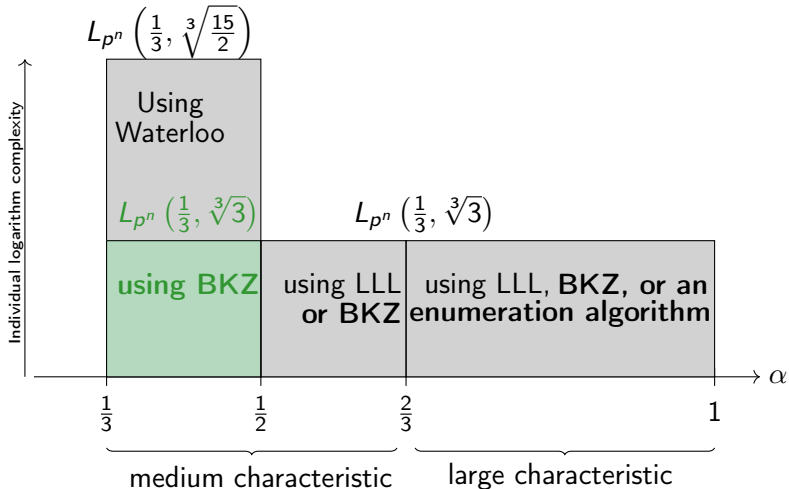 L_{p^n} (1/3, ∛(15/2))
Individual logarithm complexity
Using
Waterloo
L_{p^n} (1/3, ∛3)
L_{p^n} (1/3, ∛3)
using BKZ
using LLL
or BKZ
using LLL, BKZ, or an
enumeration algorithm
α
1/3
1/2
2/3
1
medium characteristic
large characteristic